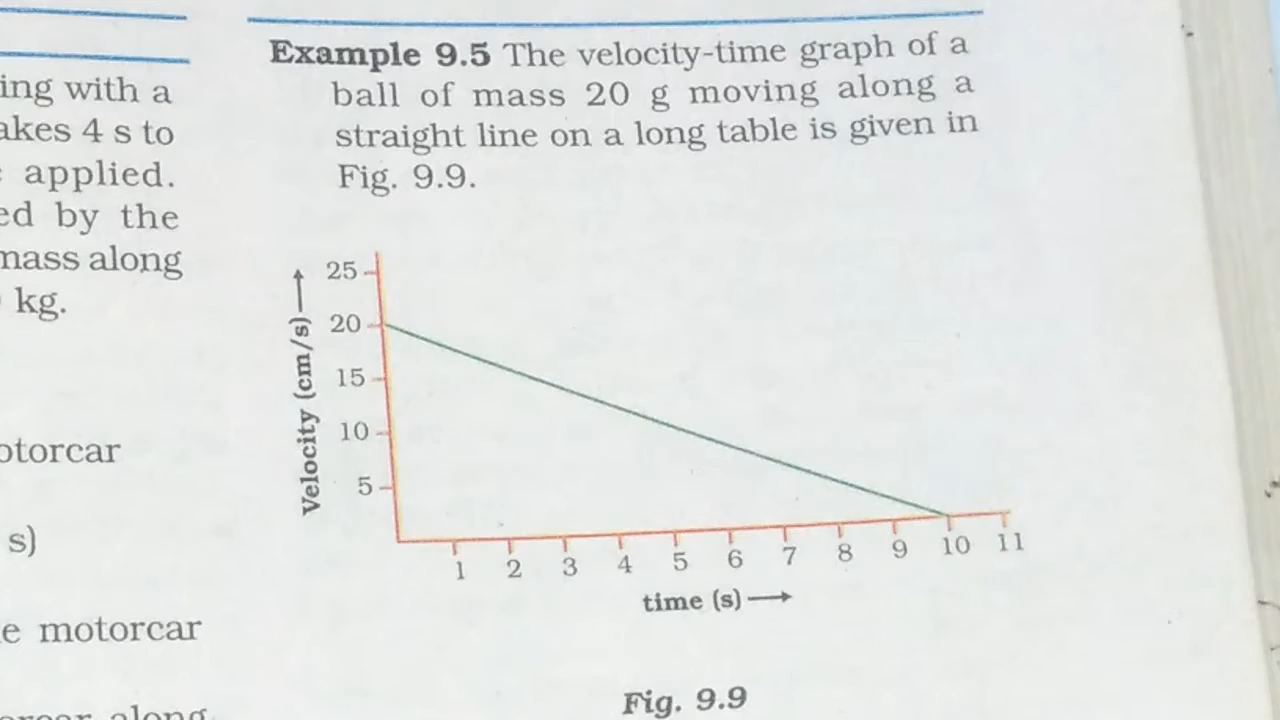 ing with a
akes 4 s to
applied.
ed by the
mass along
kg.
otorcar
s)
e motorcar
along
Example 9.5 The velocity-time graph of a
ball of mass 20 g moving along a
straight line on a long table is given in
Fig. 9.9.
25
20
15
10
5
Velocity (cm/s)
1 2 3 4 5 6 7 8 9 10 11
time (s)
Fig. 9.9